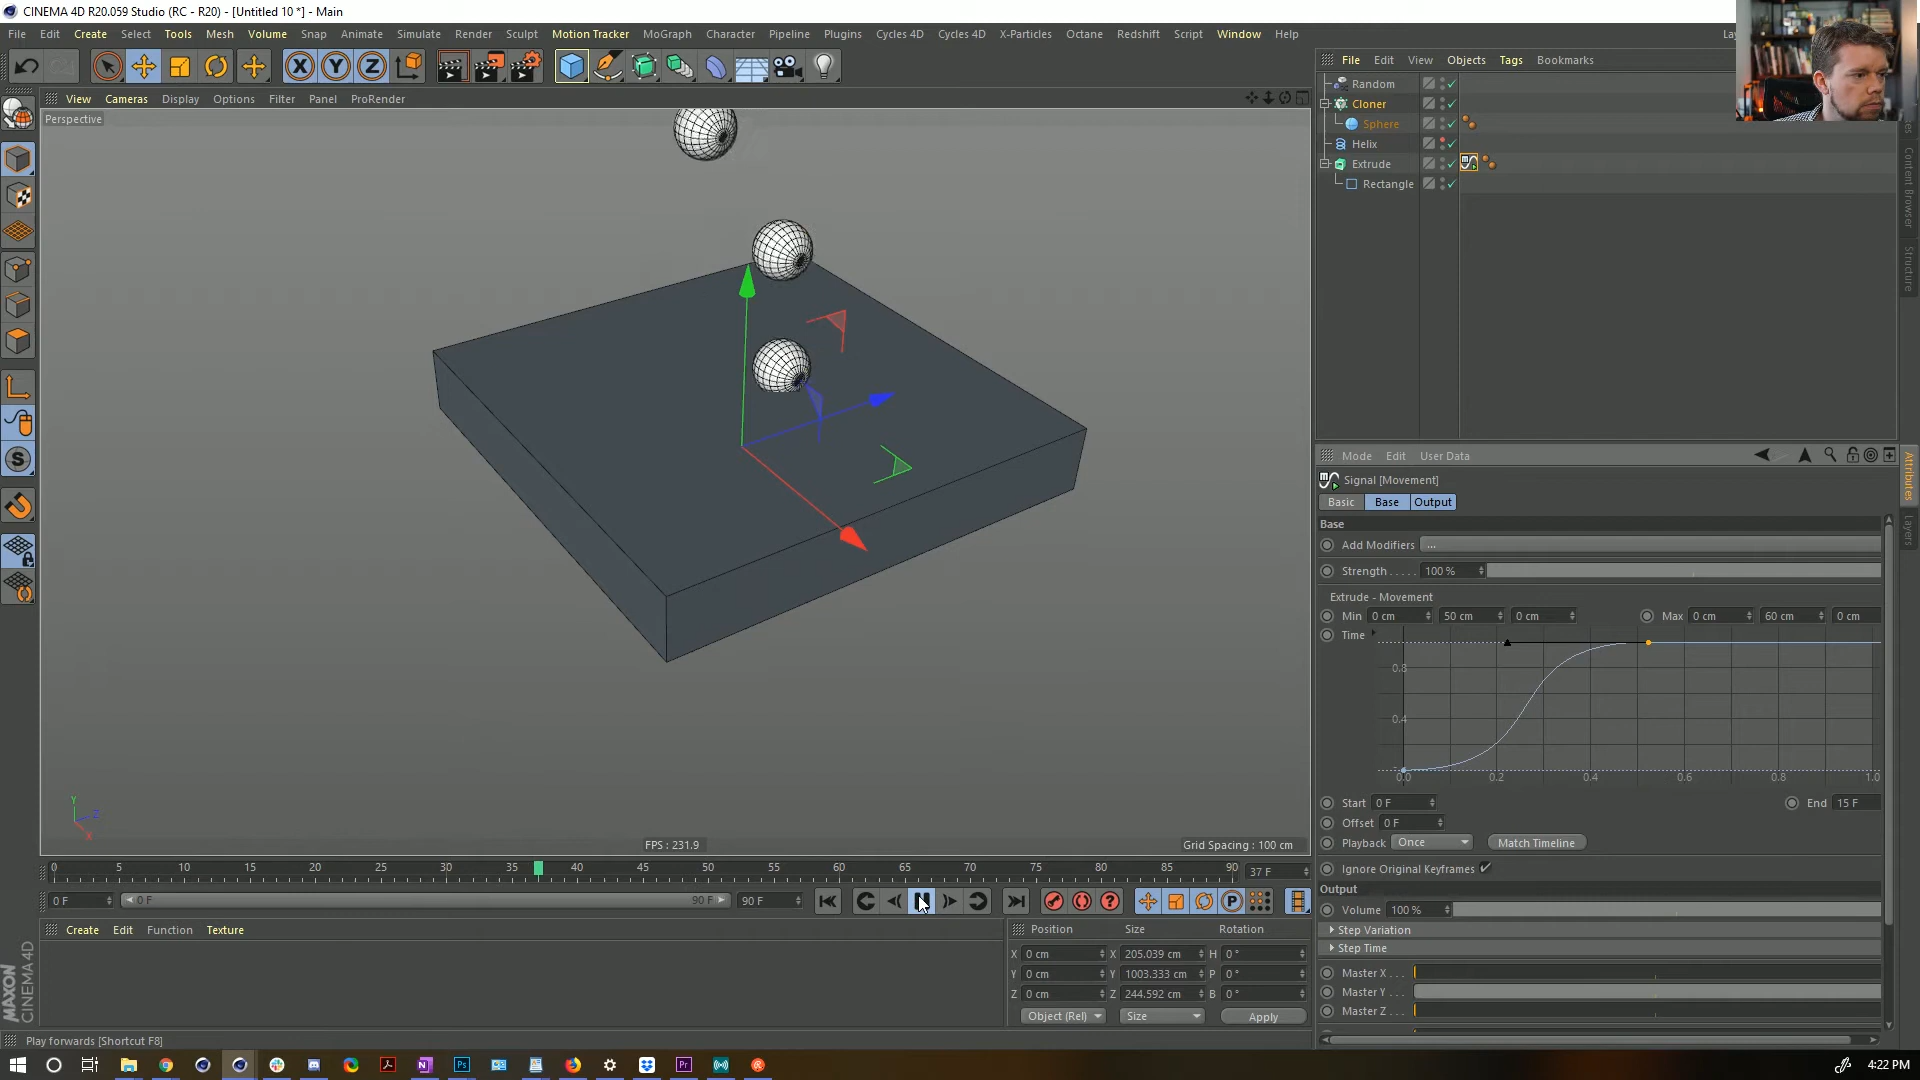 CINEMA 4D R20.059 Studio (RC - R20) - [Untitled 10 *] - Main
File Edit Create Select Tools Mesh Volume Snap Animate Simulate Render Sculpt Motion Tracker MoGraph Character Pipeline Plugins Cycles 4D Cycles 4D X-Particles Octane Redshift Script Window Help
X Y Z
View Cameras Display Options Filter Panel ProRender
Perspective
File Edit View Objects Tags Bookmarks
Random
Cloner
Sphere
Helix
Extrude
Rectangle
Content Browser
Structure
Mode Edit User Data
Signal [Movement]
Basic Base Output
Attributes
Layers
Base
Add Modifiers ...
Strength . . . . . 100 %
Extrude - Movement
Min 0 cm 50 cm 0 cm Max 0 cm 60 cm 0 cm
Time
0.8
0.4
0.0 0.2 0.4 0.6 0.8 1.0
Start 0 F End 15 F
Offset 0 F
Playback Once Match Timeline
Ignore Original Keyframes
Output
Volume 100 %
Step Variation
Step Time
Master X . . .
Master Y . . .
Master Z . . .
S
Y
Z
X
FPS : 231.9
Grid Spacing : 100 cm
0 5 10 15 20 25 30 35 40 45 50 55 60 65 70 75 80 85 90 37 F
0 F 0 F 90 F 90 F
P
Create Edit Function Texture
Position Size Rotation
X 0 cm X 205.039 cm H 0 °
Y 0 cm Y 1003.333 cm P 0 °
Z 0 cm Z 244.592 cm B 0 °
Object (Rel) Size Apply
MAXON
CINEMA 4D
Play forwards [Shortcut F8]
Ps
N
Pr
4:22 PM